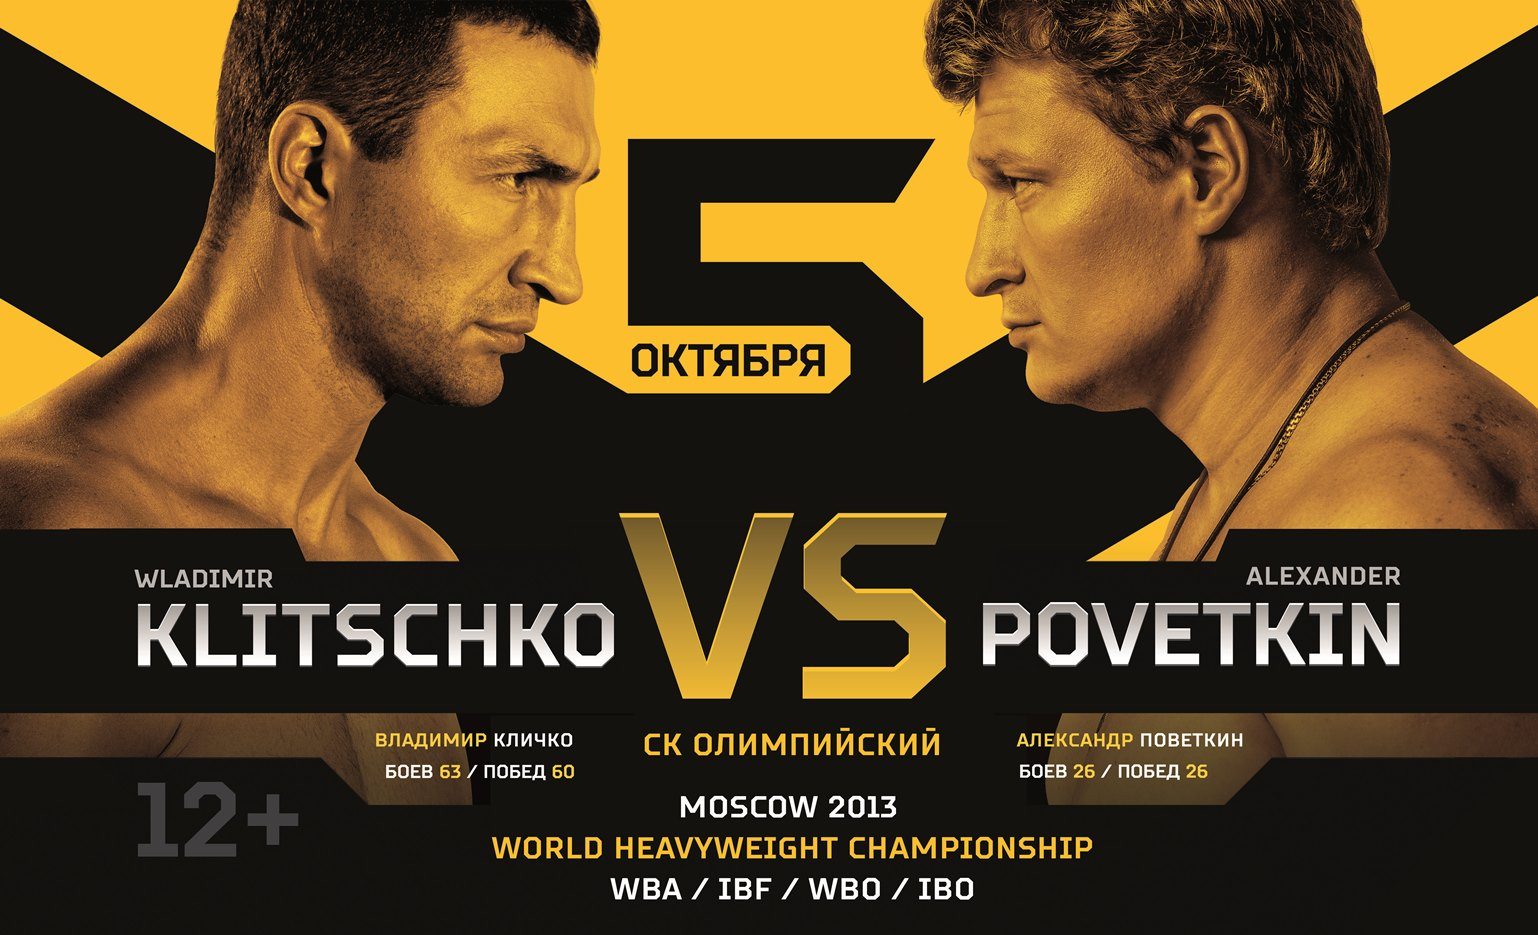 5
ОКТЯБРЯ
VS
WLADIMIR
KLITSCHKO
ALEXANDER
POVETKIN
ВЛАДИМИР КЛИЧКО
БОЕВ 63 / ПОБЕД 60
СК ОЛИМПИЙСКИЙ
АЛЕКСАНДР ПОВЕТКИН
БОЕВ 26 / ПОБЕД 26
12+
MOSCOW 2013
WORLD HEAVYWEIGHT CHAMPIONSHIP
WBA / IBF / WBO / IBO